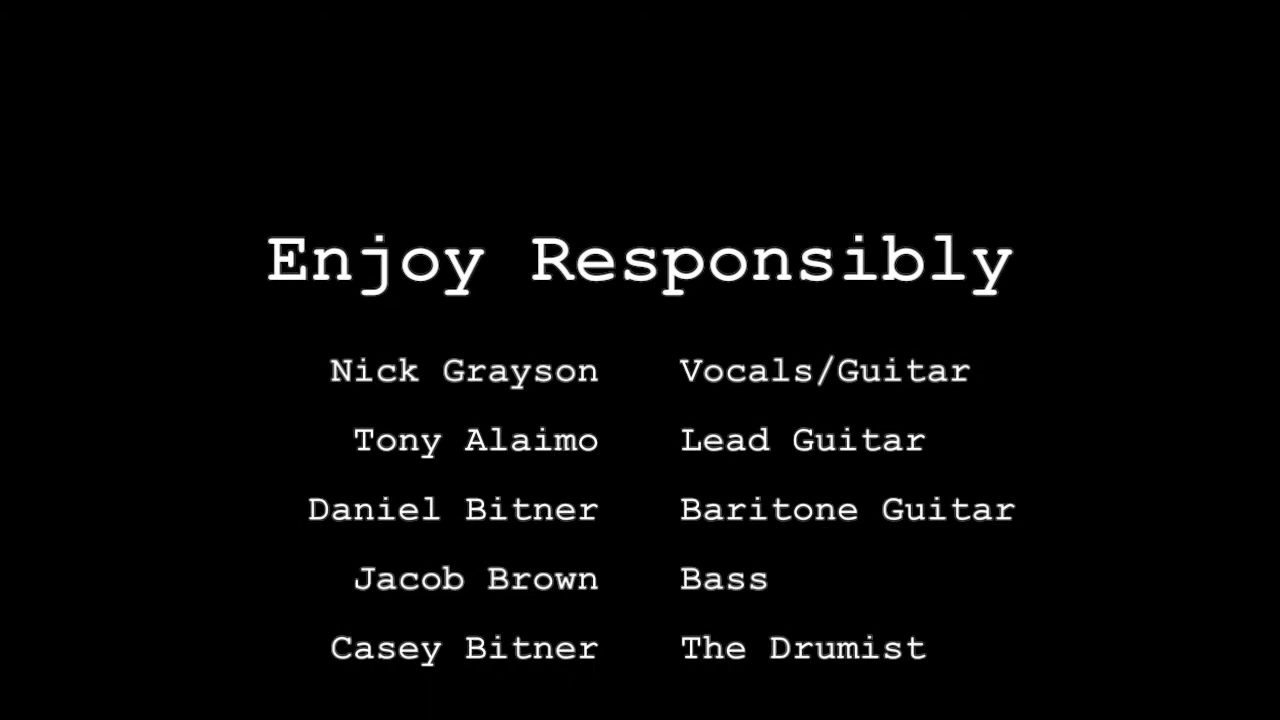 Enjoy Responsibly
Nick Grayson Vocals/Guitar
Tony Alaimo Lead Guitar
Daniel Bitner Baritone Guitar
Jacob Brown Bass
Casey Bitner The Drumist